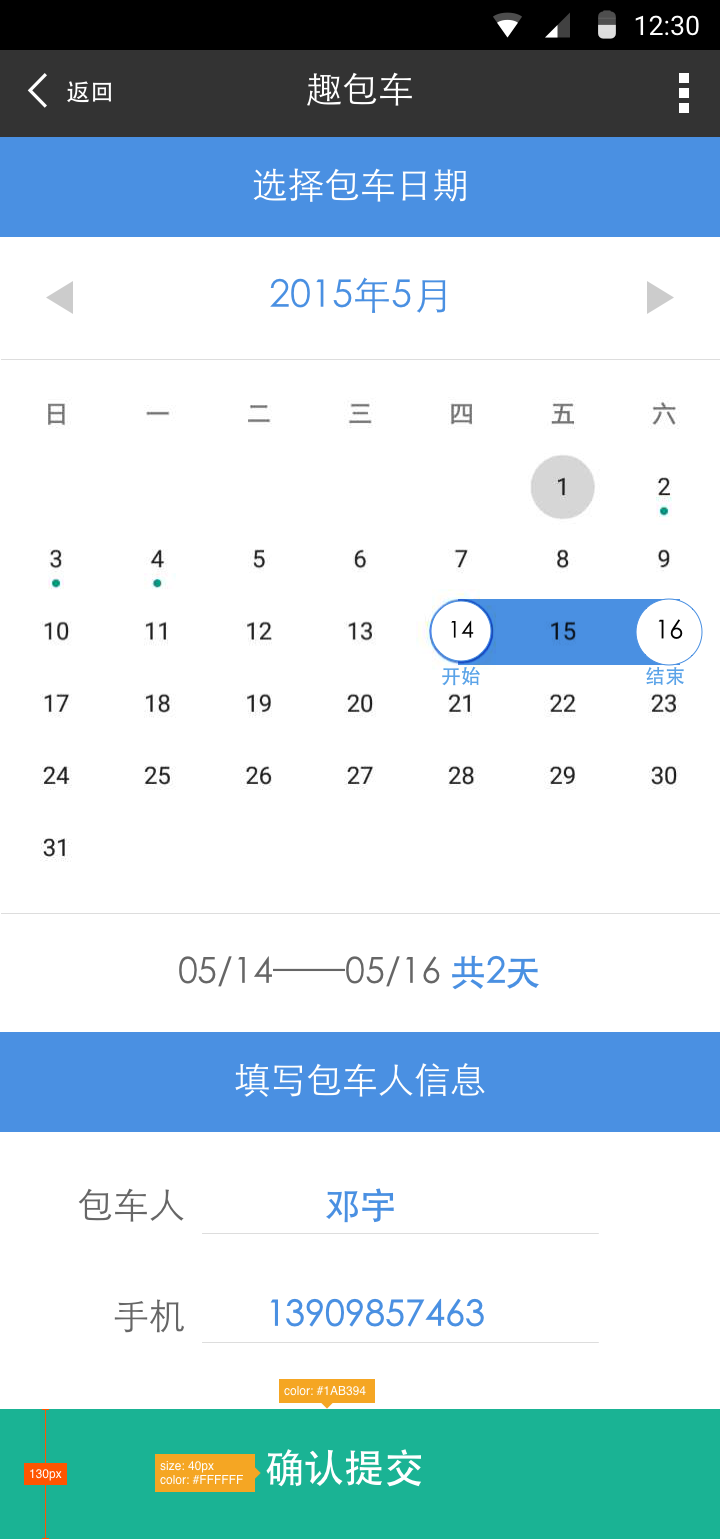 12:30
返回 趣包车
选择包车日期
2015年5月
日 一 二 三 四 五 六
1 2
3 4 5 6 7 8 9
10 11 12 13 14 15 16
开始 结束
17 18 19 20 21 22 23
24 25 26 27 28 29 30
31
05/14——05/16 共2天
填写包车人信息
包车人 邓宇
手机 13909857463
color: #1AB394
130px
size: 40px
color: #FFFFFF
确认提交